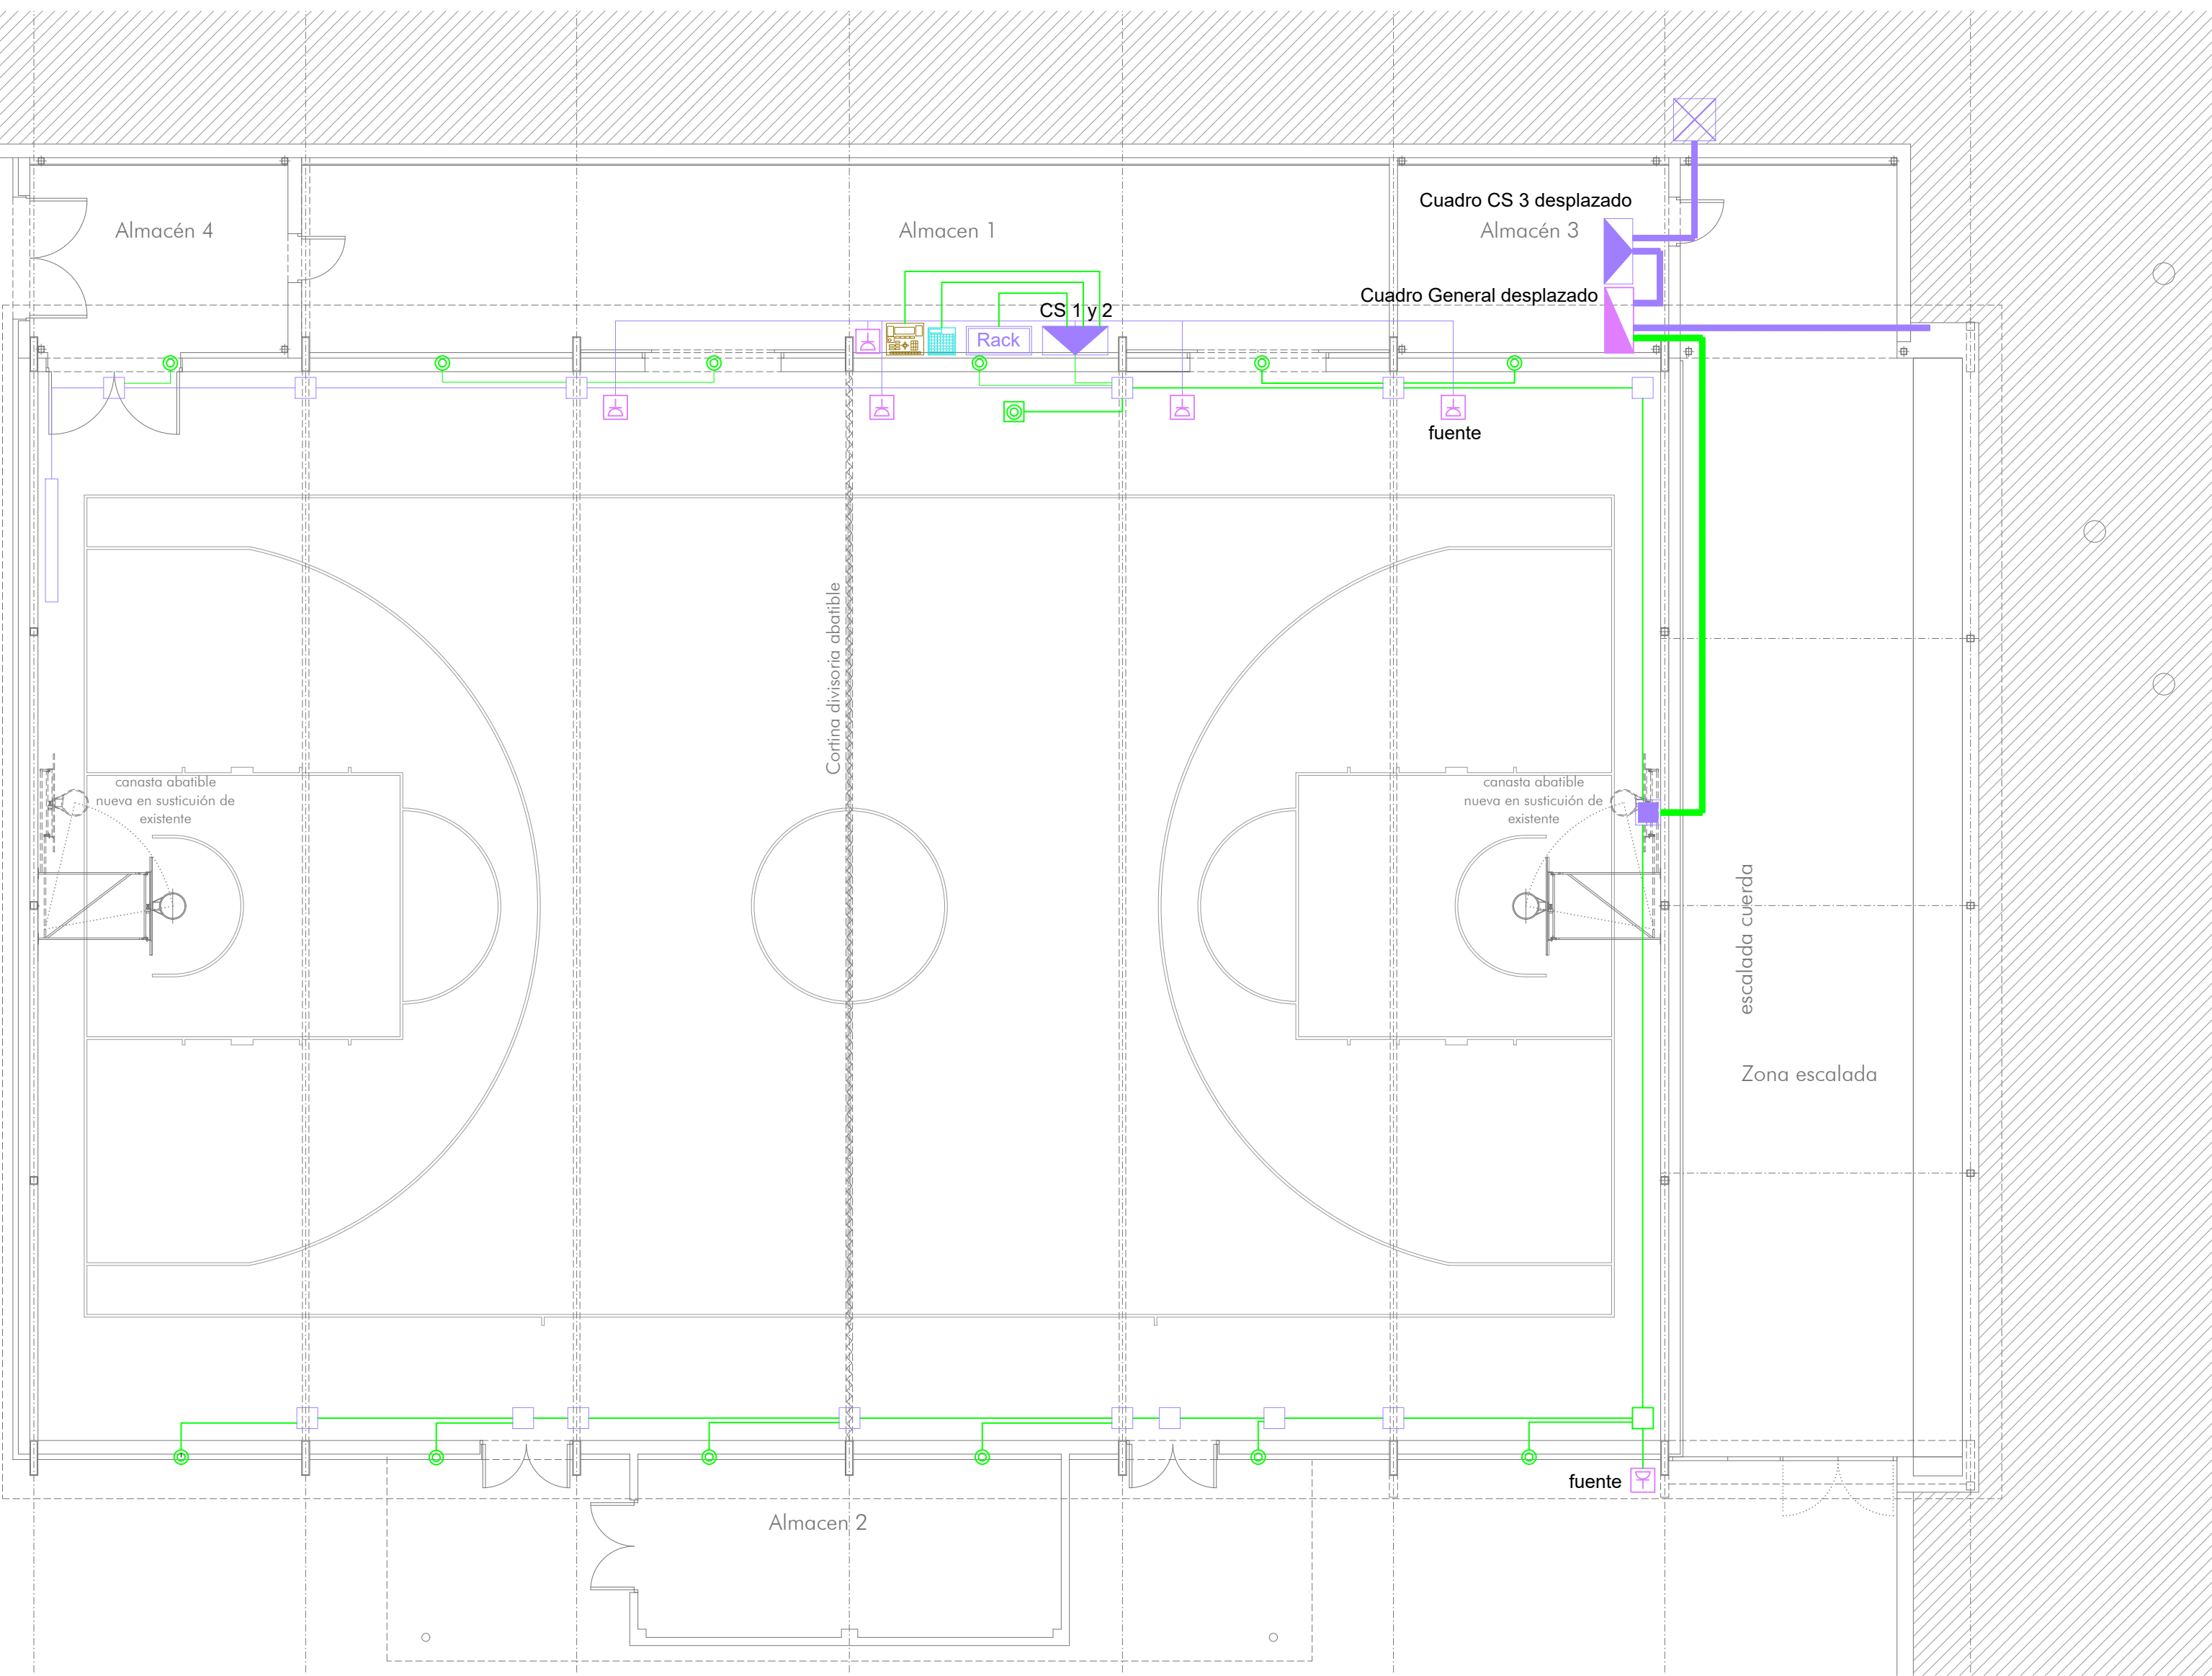 Cuadro CS 3 desplazado
Almacén 4
Almacen 1
Almacén 3
Cuadro General desplazado
CS 1 y 2
Rack
fuente
Cortina divisoria abatible
canasta abatible
nueva en susticuión de
existente
canasta abatible
nueva en susticuión de
existente
escalada cuerda
Zona escalada
fuente
Almacen 2